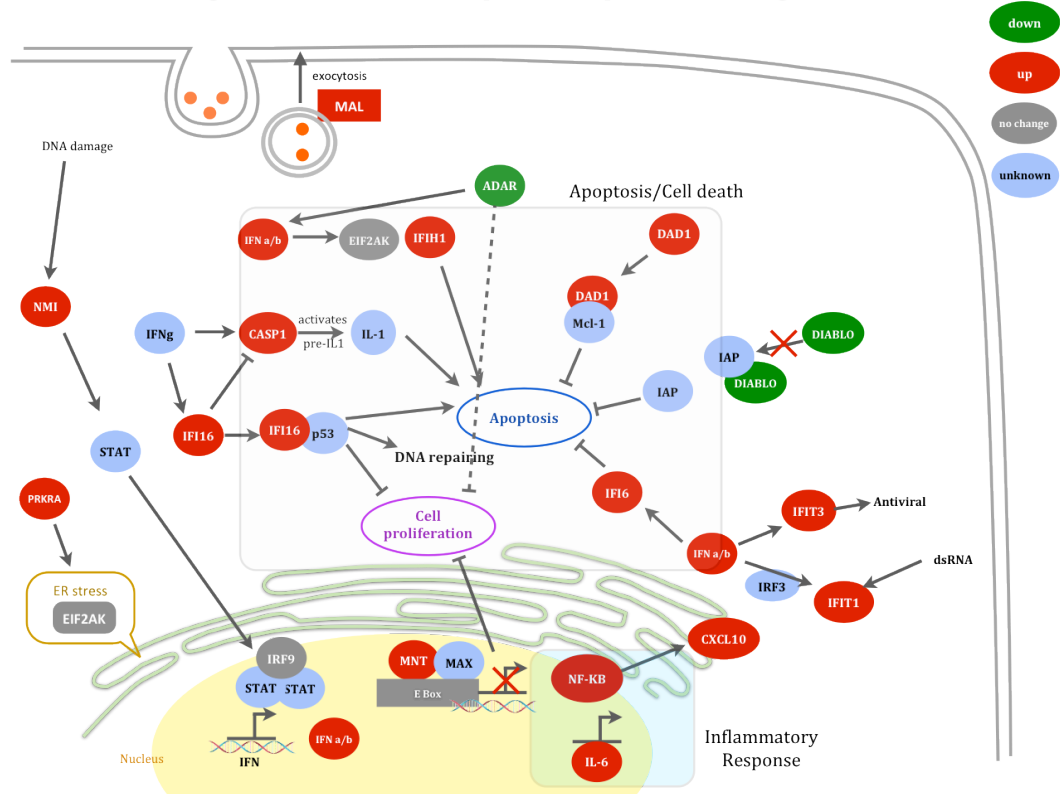 down
up
no change
unknown
exocytosis
MAL
DNA damage
ADAR
Apoptosis/Cell death
IFN a/b
EIF2AK
IFIH1
DAD1
DAD1
Mcl-1
NMI
IFNg
CASP1
activates
pre-IL1
IL-1
DIABLO
IAP
DIABLO
IAP
Apoptosis
IFI16
IFI16
p53
DNA repairing
STAT
PRKRA
IFI6
IFIT3
Antiviral
Cell
proliferation
IFN a/b
dsRNA
IRF3
IFIT1
ER stress
EIF2AK
CXCL10
IRF9
STAT
STAT
MNT
MAX
E Box
NF-KB
IFN a/b
Nucleus
IFN
IL-6
Inflammatory
Response